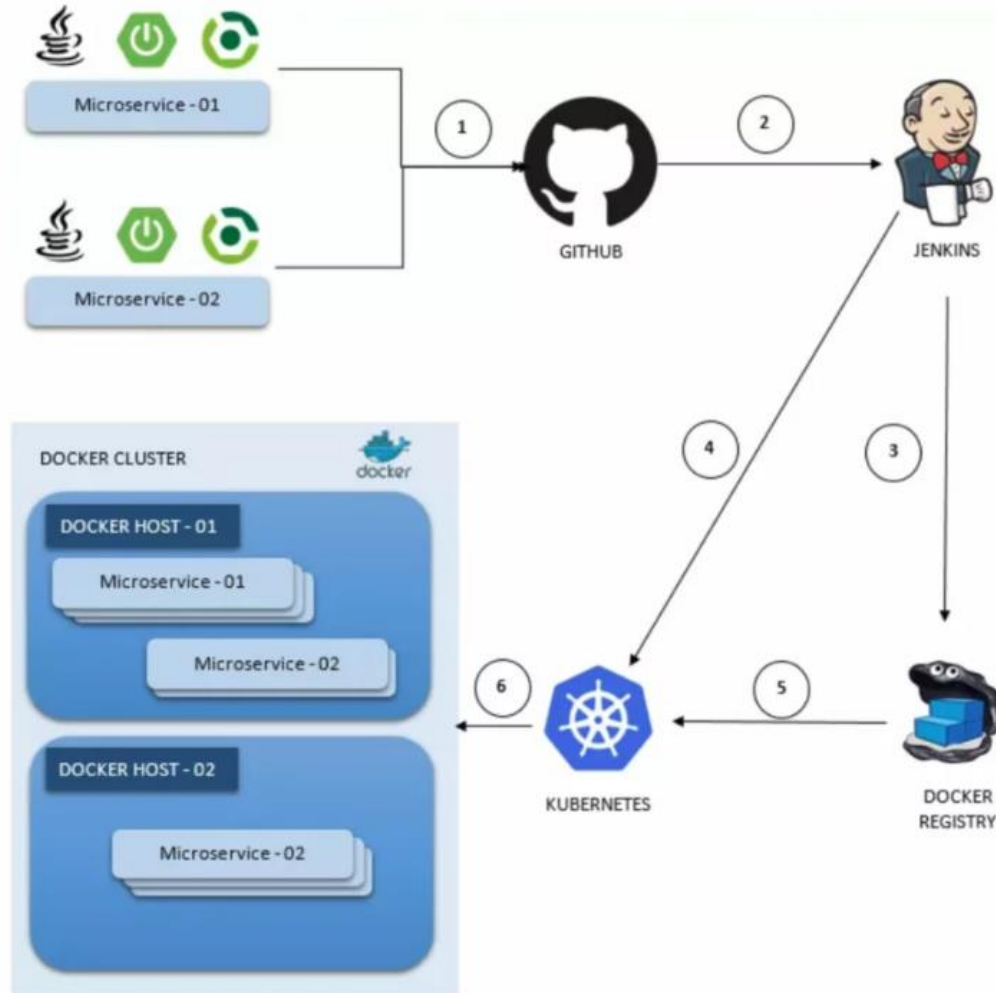 Microservice - 01
1
2
GITHUB
JENKINS
Microservice - 02
4
3
DOCKER CLUSTER
docker
DOCKER HOST - 01
Microservice - 01
Microservice - 02
6
5
KUBERNETES
DOCKER
REGISTRY
DOCKER HOST - 02
Microservice - 02